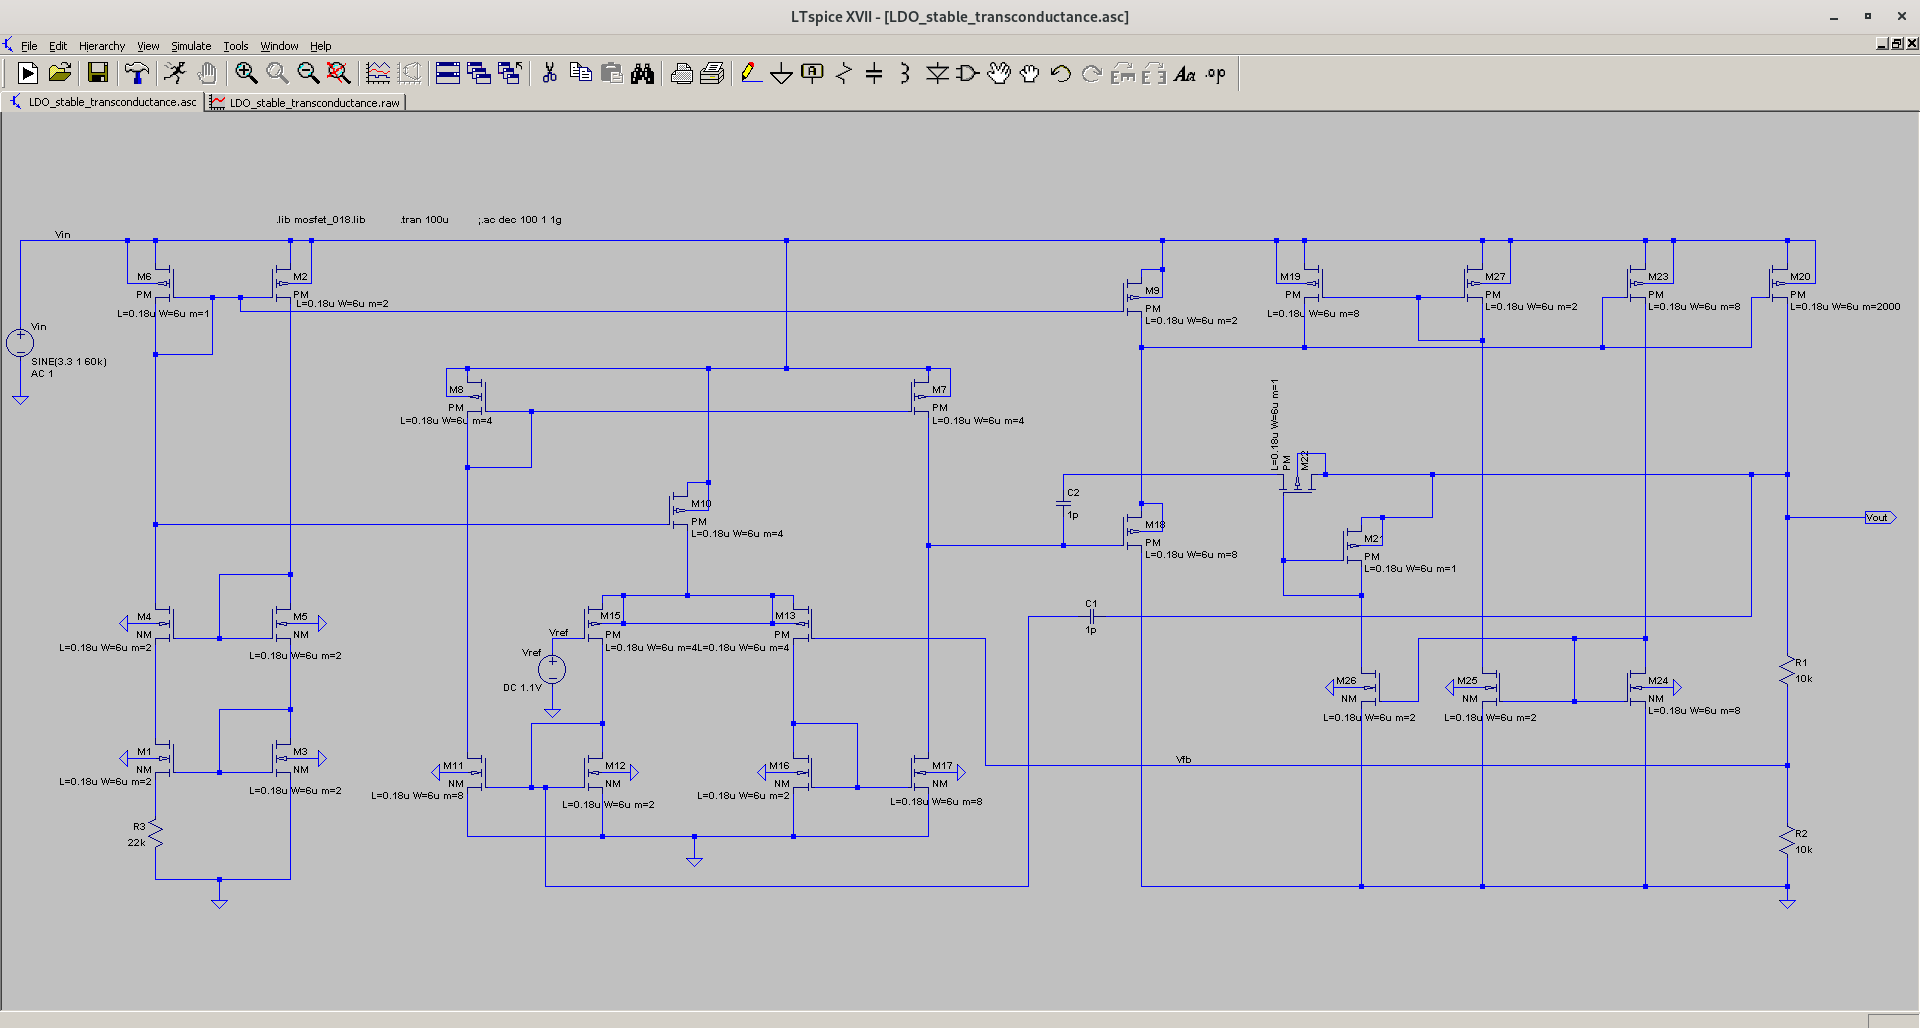 LTspice XVII - [LDO_stable_transconductance.asc]
File Edit Hierarchy View Simulate Tools Window Help
LDO_stable_transconductance.asc LDO_stable_transconductance.raw
.lib mosfet_018.lib .tran 100u ;.ac dec 100 1 1g
Vin
M6
PM
L=0.18u W=6u m=1
M2
PM
L=0.18u W=6u m=2
M9
PM
L=0.18u W=6u m=2
M19
PM
L=0.18u W=6u m=8
M27
PM
L=0.18u W=6u m=2
M23
PM
L=0.18u W=6u m=8
M20
PM
L=0.18u W=6u m=2000
Vin
SINE(3.3 1 60k)
AC 1
M8
PM
L=0.18u W=6u m=4
M7
PM
L=0.18u W=6u m=4
M10
PM
L=0.18u W=6u m=4
C2
1p
M18
PM
L=0.18u W=6u m=8
M22
PM
L=0.18u W=6u m=1
M21
PM
L=0.18u W=6u m=1
Vout
M4
NM
L=0.18u W=6u m=2
M5
NM
L=0.18u W=6u m=2
M15
PM
L=0.18u W=6u m=4
M13
PM
L=0.18u W=6u m=4
C1
1p
Vref
Vref
DC 1.1V
R1
10k
M26
NM
L=0.18u W=6u m=2
M25
NM
L=0.18u W=6u m=2
M24
NM
L=0.18u W=6u m=8
M1
NM
L=0.18u W=6u m=2
M3
NM
L=0.18u W=6u m=2
M11
NM
L=0.18u W=6u m=8
M12
NM
L=0.18u W=6u m=2
M16
NM
L=0.18u W=6u m=2
M17
NM
L=0.18u W=6u m=8
Vfb
R3
22k
R2
10k